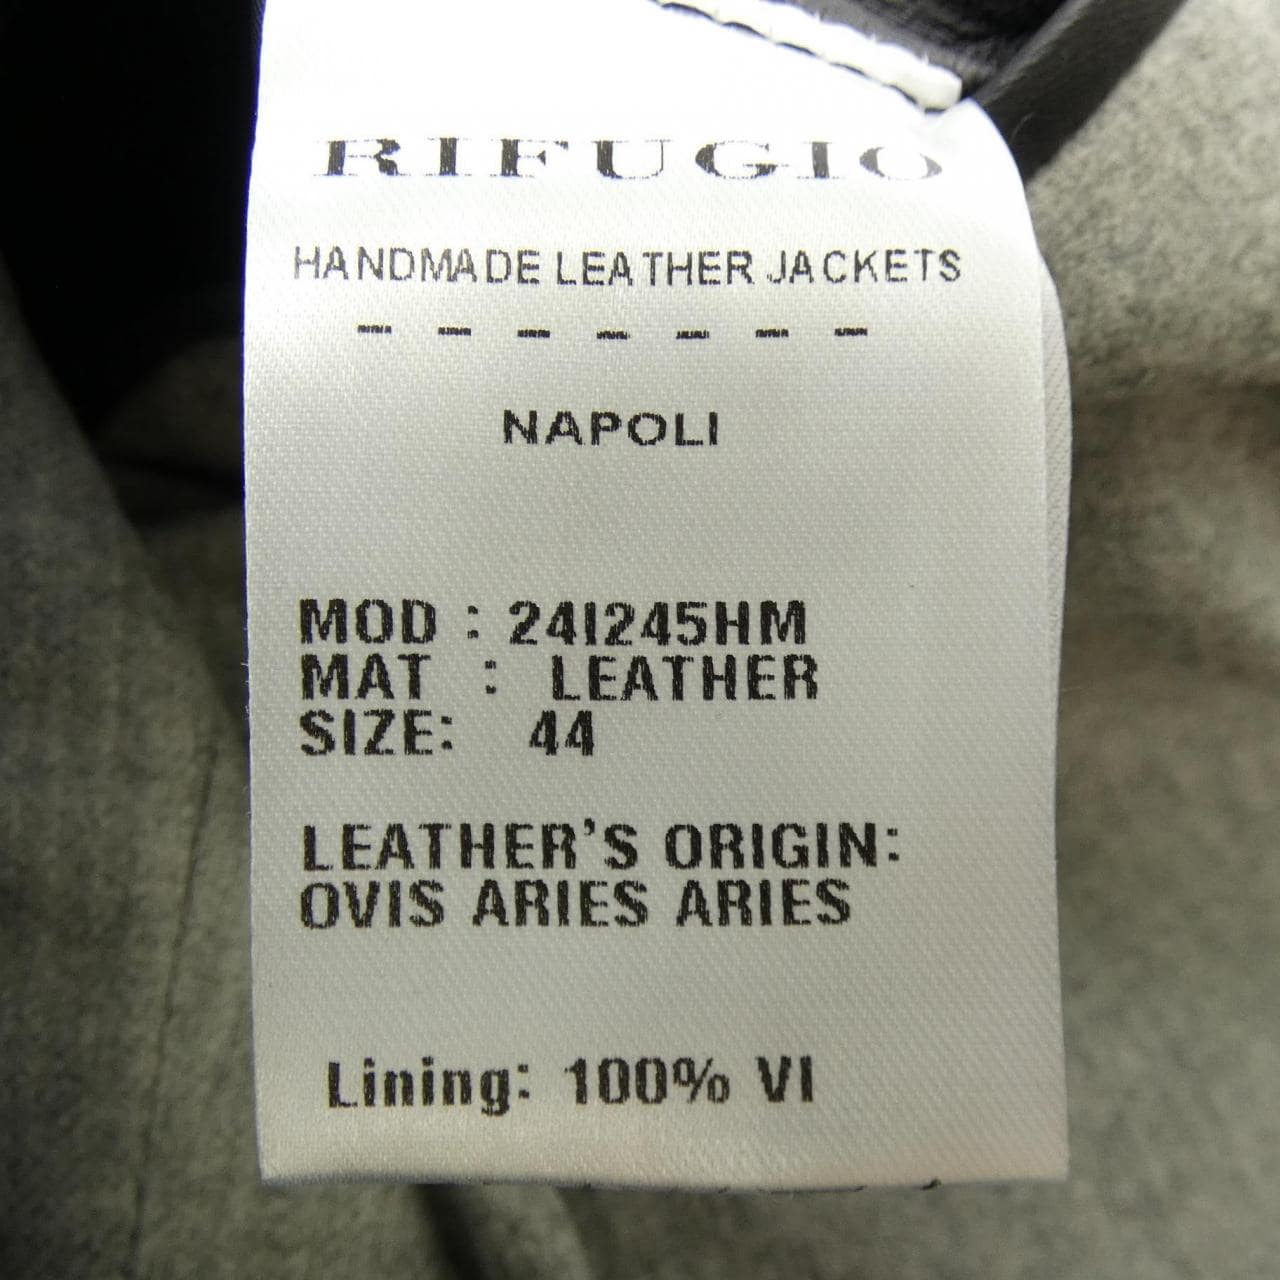 RIFUGIO
HANDMADE LEATHER JACKETS
- - - - - - -
NAPOLI
MOD : 24I245HM
MAT : LEATHER
SIZE: 44
LEATHER'S ORIGIN:
OVIS ARIES ARIES
Lining: 100% VI